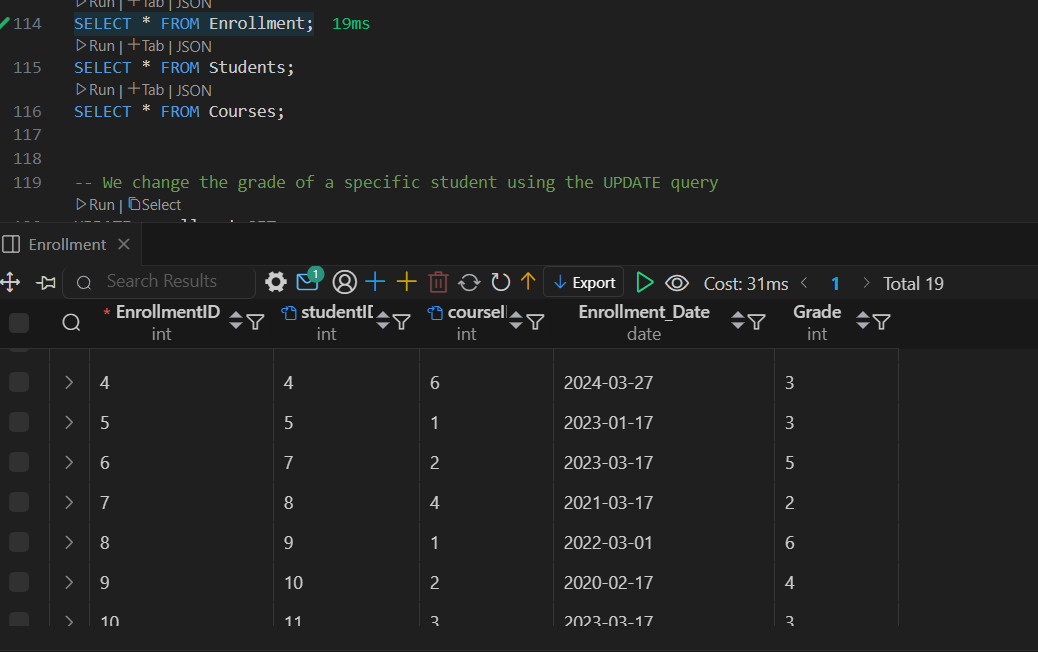 Run | Tab | JSON
114 SELECT * FROM Enrollment; 19ms
Run | Tab | JSON
115 SELECT * FROM Students;
Run | Tab | JSON
116 SELECT * FROM Courses;
117
118
119 -- We change the grade of a specific student using the UPDATE query
Run | Select
Enrollment
Search Results 1 Export Cost: 31ms 1 Total 19
* EnrollmentID studentID coursel Enrollment_Date Grade
int int int date int
4 4 6 2024-03-27 3
5 5 1 2023-01-17 3
6 7 2 2023-03-17 5
7 8 4 2021-03-17 2
8 9 1 2022-03-01 6
9 10 2 2020-02-17 4
10 11 3 2023-03-17 3